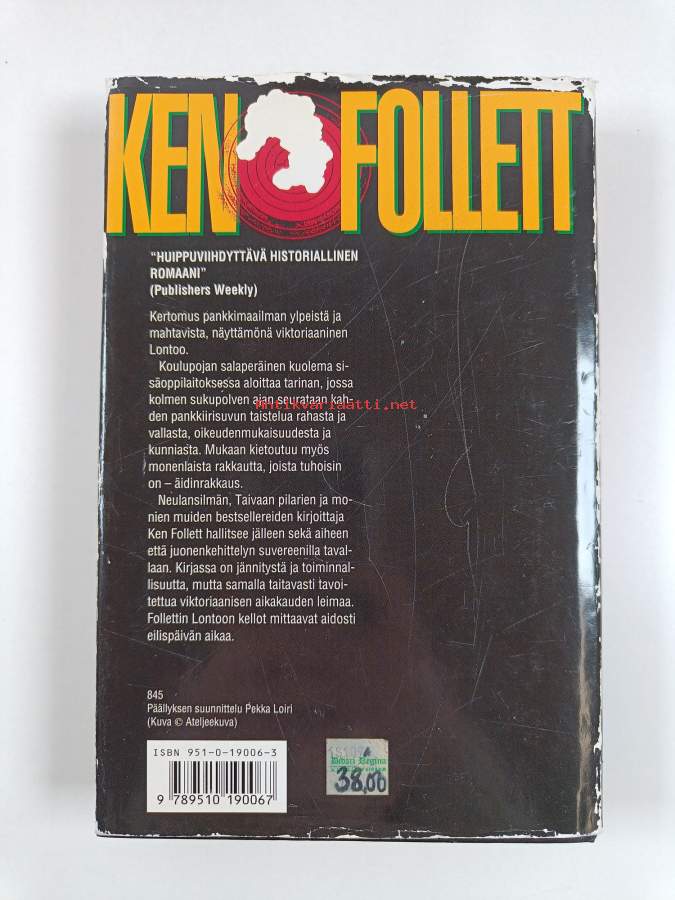 KEN FOLLETT
"HUIPPUVIIHDYTTÄVÄ HISTORIALLINEN
ROMAANI"
(Publishers Weekly)
Kertomus pankkimaailman ylpeistä ja
mahtavista, näyttämönä viktoriaaninen
Lontoo.
Koulupojan salaperäinen kuolema si-
säoppilaitoksessa aloittaa tarinan, jossa
kolmen sukupolven ajan seurataan kah-
den pankkiirisuvun taistelua rahasta ja
vallasta, oikeudenmukaisuudesta ja
kunniasta. Mukaan kietoutuu myös
monenlaista rakkautta, joista tuhoisin
on – äidinrakkaus.
Neulansilmän, Taivaan pilarien ja mo-
nien muiden bestsellereiden kirjoittaja
Ken Follett hallitsee jälleen sekä aiheen
että juonenkehittelyn suvereenilla taval-
laan. Kirjassa on jännitystä ja toiminnal-
lisuutta, mutta samalla taitavasti tavoi-
tettua viktoriaanisen aikakauden leimaa.
Follettin Lontoon kellot mittaavat aidosti
eilispäivän aikaa.
Antikvariaatti.net
845
Päällyksen suunnittelu Pekka Loiri
(Kuva © Ateljeekuva)
ISBN 951-0-19006-3
9 789510 190067
Divari Regina
38,00